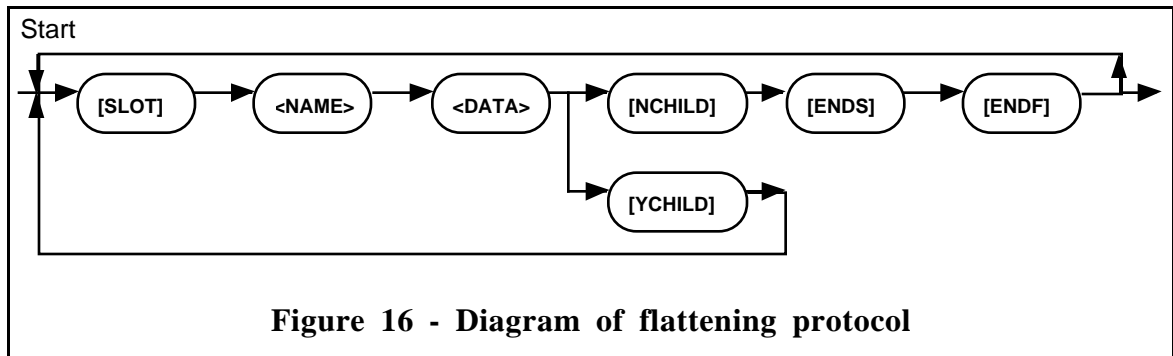 Start
[SLOT] <NAME> <DATA> [NCHILD] [ENDS] [ENDF]
[YCHILD]
Figure 16 - Diagram of flattening protocol